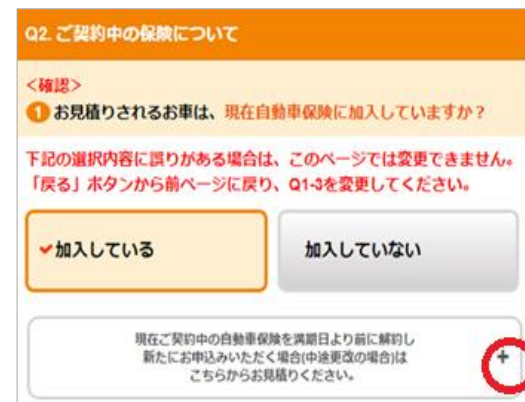 Q2. ご契約中の保険について
<確認>
1 お見積りされるお車は、現在自動車保険に加入していますか？
下記の選択内容に誤りがある場合は、このページでは変更できません。
「戻る」ボタンから前ページに戻り、Q1-3を変更してください。
加入している
加入していない
現在ご契約中の自動車保険を満期日より前に解約し
新たにお申込みいただく場合(中途更改の場合)は
こちらからお見積りください。
+